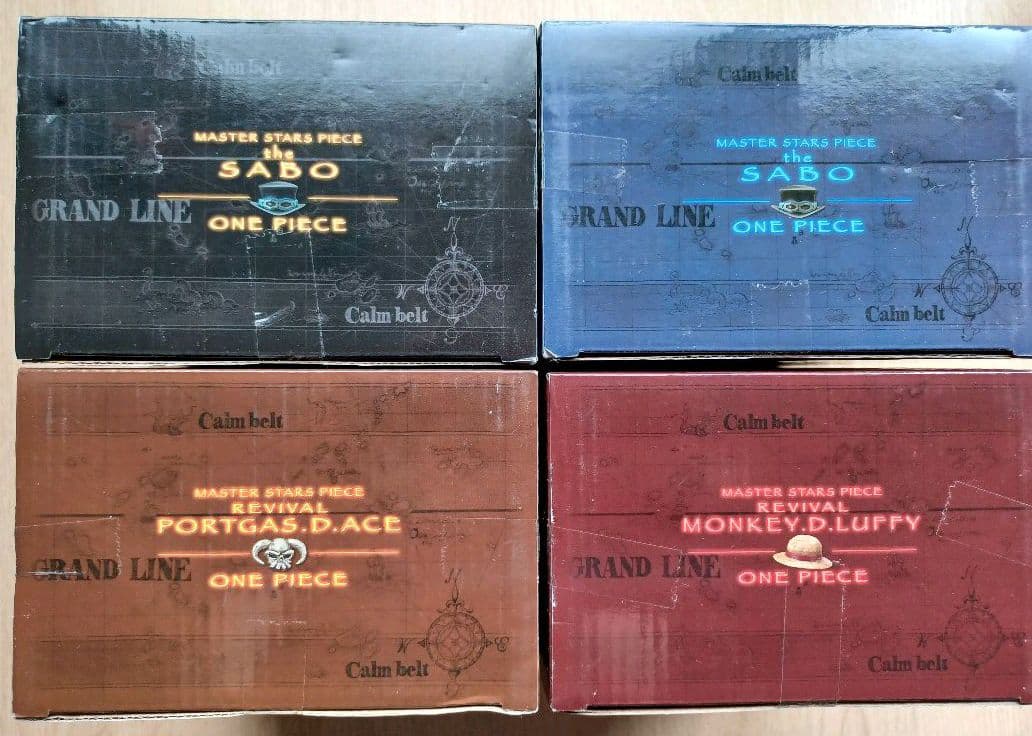 Calm belt
MASTER STARS PIECE
the
SABO
GRAND LINE
ONE PIECE
N
W
E
Calm belt
Calm belt
MASTER STARS PIECE
the
SABO
GRAND LINE
ONE PIECE
N
W
E
Calm belt
Calm belt
MASTER STARS PIECE
REVIVAL
PORTGAS.D.ACE
GRAND LINE
ONE PIECE
N
W
E
Calm belt
Calm belt
MASTER STARS PIECE
REVIVAL
MONKEY.D.LUFFY
GRAND LINE
ONE PIECE
N
W
E
Calm belt